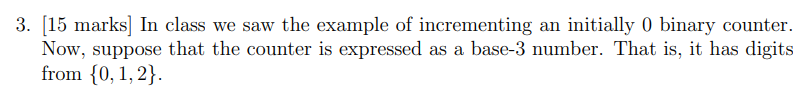 3. [15 marks] In class we saw the example of incrementing an initially 0 binary counter.
Now, suppose that the counter is expressed as a base-3 number. That is, it has digits
from {0, 1, 2}.